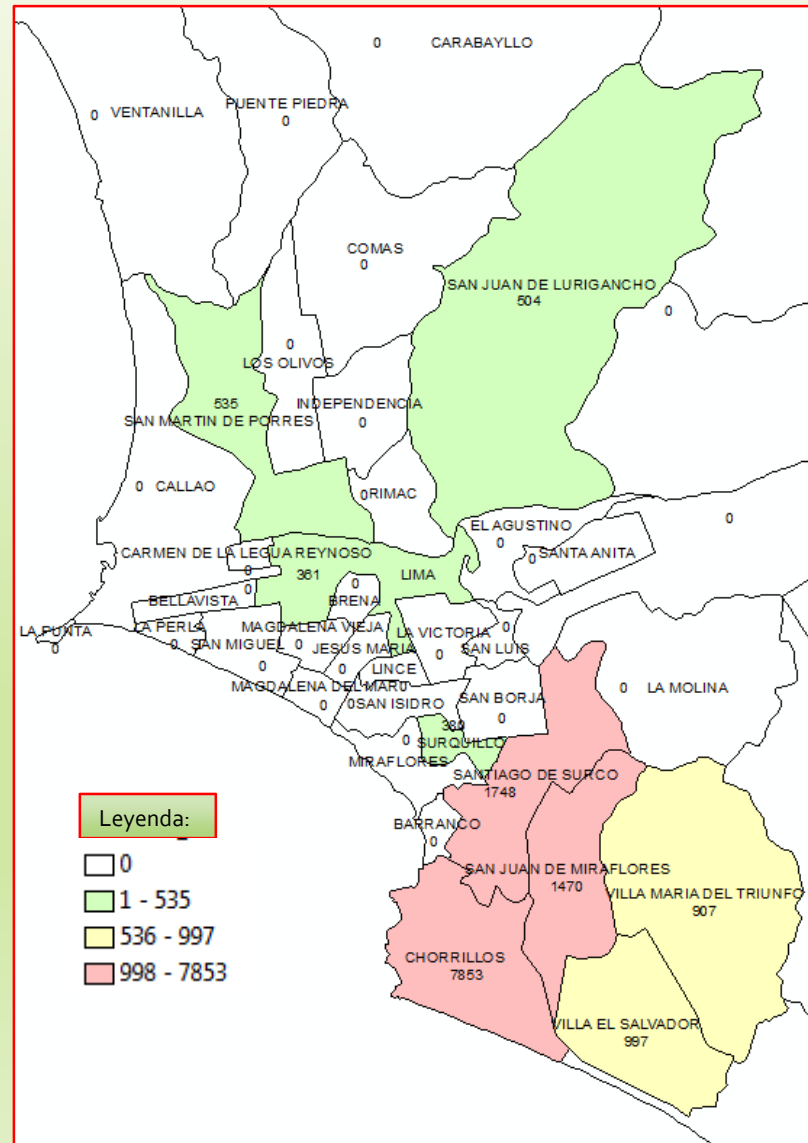 0 CARABAYLLO
0 VENTANILLA
PUENTE PIEDRA
0
COMAS
0
SAN JUAN DE LURIGANCHO
504
0
0
LOS OLIVOS
535
SAN MARTIN DE PORRES
INDEPENDENCIA
0
0 CALLAO
0 RIMAC
EL AGUSTINO
0
0
0 SANTA ANITA
CARMEN DE LA LEGUA REYNOSO
0
361 LIMA
0
BRENA
0
BELLAVISTA
LA PUNTA
0
LA PERLA
0
SAN MIGUEL
0
MAGDALENA VIEJA
0
JESUS MARIA
0
LA VICTORIA
0
0
SAN LUIS
LINCE
0
MAGDALENA DEL MAR
0
0 SAN ISIDRO
SAN BORJA
0
0 LA MOLINA
0
MIRAFLORES
SURQUILLO
SANTIAGO DE SURCO
1748
BARRANCO
0
SAN JUAN DE MIRAFLORES
1470
VILLA MARIA DEL TRIUNFO
907
CHORRILLOS
7853
VILLA EL SALVADOR
997
Leyenda:
0
1 - 535
536 - 997
998 - 7853